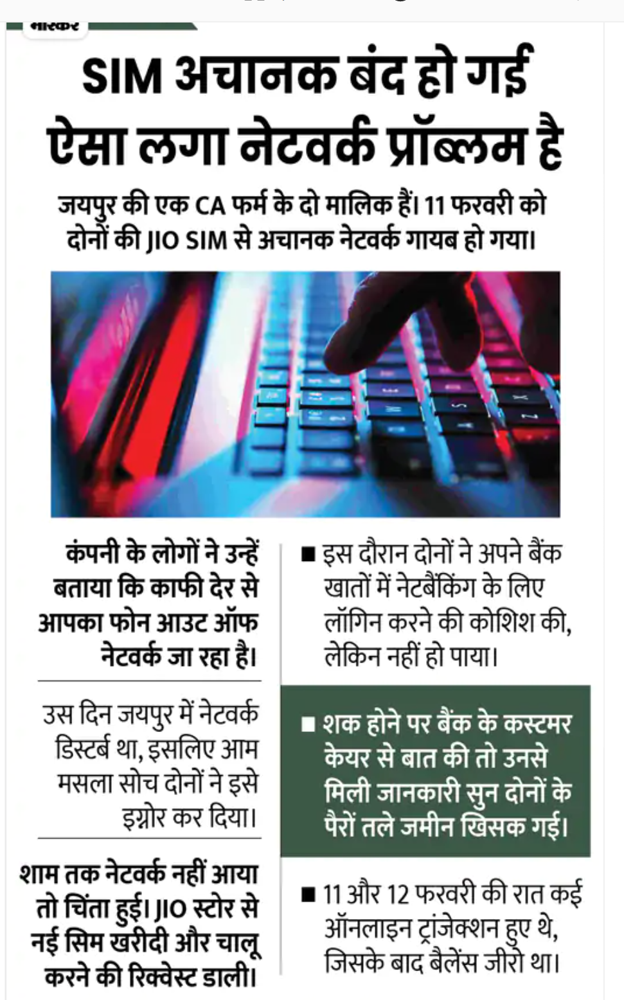 भास्कर
SIM अचानक बंद हो गई
ऐसा लगा नेटवर्क प्रॉब्लम है
जयपुर की एक CA फर्म के दो मालिक हैं। 11 फरवरी को
दोनों की JIO SIM से अचानक नेटवर्क गायब हो गया।
कंपनी के लोगों ने उन्हें
बताया कि काफी देर से
आपका फोन आउट ऑफ
नेटवर्क जा रहा है।
उस दिन जयपुर में नेटवर्क
डिस्टर्ब था, इसलिए आम
मसला सोच दोनों ने इसे
इग्नोर कर दिया।
शाम तक नेटवर्क नहीं आया
तो चिंता हुई। JIO स्टोर से
नई सिम खरीदी और चालू
करने की रिक्वेस्ट डाली।
■ इस दौरान दोनों ने अपने बैंक
खातों में नेटबैंकिंग के लिए
लॉगिन करने की कोशिश की,
लेकिन नहीं हो पाया।
■ शक होने पर बैंक के कस्टमर
केयर से बात की तो उनसे
मिली जानकारी सुन दोनों के
पैरों तले जमीन खिसक गई।
■ 11 और 12 फरवरी की रात कई
ऑनलाइन ट्रांजेक्शन हुए थे,
जिसके बाद बैलेंस जीरो था।